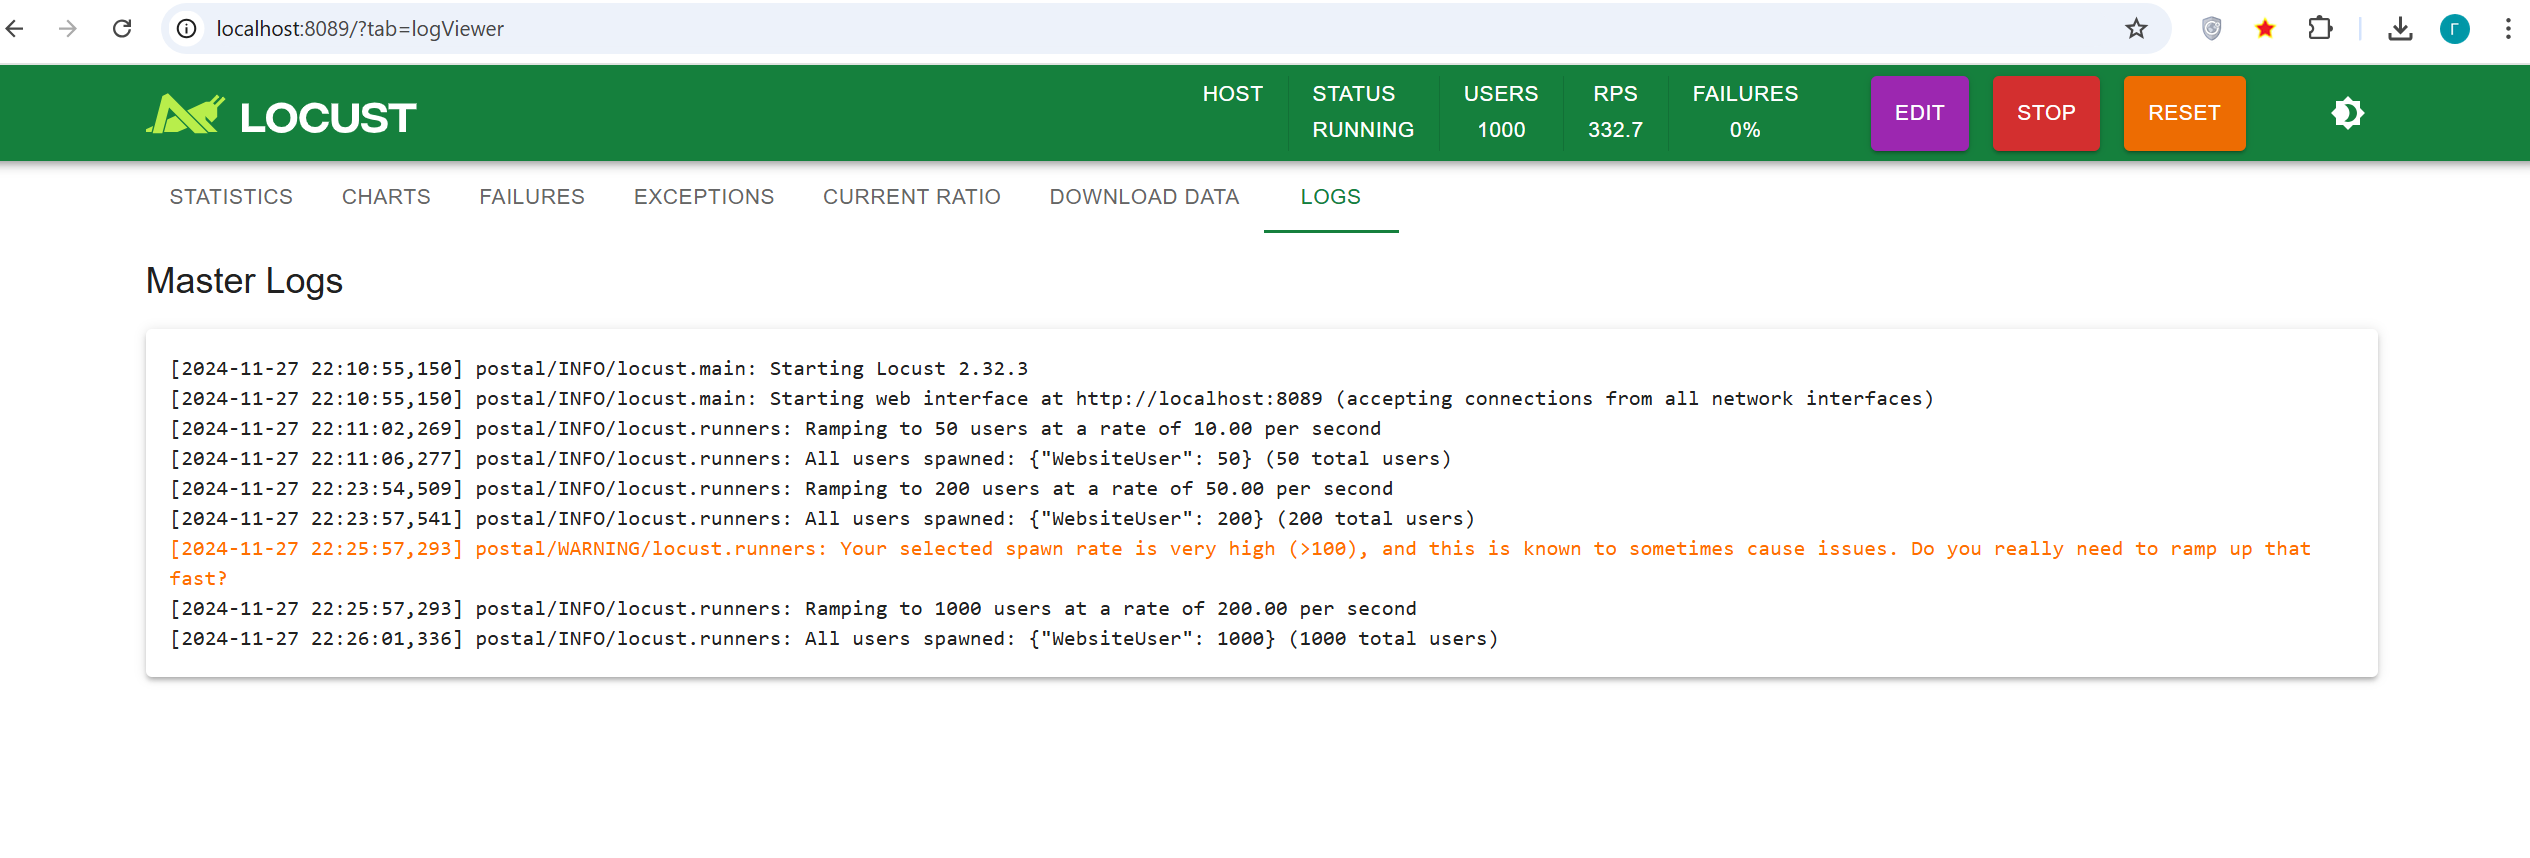 localhost:8089/?tab=logViewer
Г
LOCUST
HOST
STATUS
RUNNING
USERS
1000
RPS
332.7
FAILURES
0%
EDIT
STOP
RESET
STATISTICS
CHARTS
FAILURES
EXCEPTIONS
CURRENT RATIO
DOWNLOAD DATA
LOGS
Master Logs
[2024-11-27 22:10:55,150] postal/INFO/locust.main: Starting Locust 2.32.3
[2024-11-27 22:10:55,150] postal/INFO/locust.main: Starting web interface at http://localhost:8089 (accepting connections from all network interfaces)
[2024-11-27 22:11:02,269] postal/INFO/locust.runners: Ramping to 50 users at a rate of 10.00 per second
[2024-11-27 22:11:06,277] postal/INFO/locust.runners: All users spawned: {"WebsiteUser": 50} (50 total users)
[2024-11-27 22:23:54,509] postal/INFO/locust.runners: Ramping to 200 users at a rate of 50.00 per second
[2024-11-27 22:23:57,541] postal/INFO/locust.runners: All users spawned: {"WebsiteUser": 200} (200 total users)
[2024-11-27 22:25:57,293] postal/WARNING/locust.runners: Your selected spawn rate is very high (>100), and this is known to sometimes cause issues. Do you really need to ramp up that
fast?
[2024-11-27 22:25:57,293] postal/INFO/locust.runners: Ramping to 1000 users at a rate of 200.00 per second
[2024-11-27 22:26:01,336] postal/INFO/locust.runners: All users spawned: {"WebsiteUser": 1000} (1000 total users)